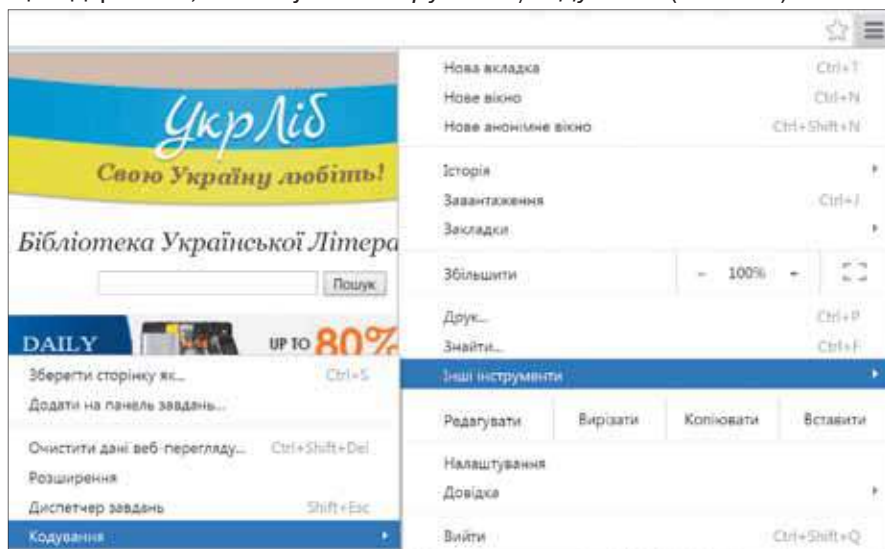 Нова вкладка Ctrl+T
Нове вікно Ctrl+N
Нове анонімне вікно Ctrl+Shift+N
Історія
Завантаження Ctrl+J
Закладки
Збільшити - 100% +
Друк... Ctrl+P
Знайти... Ctrl+F
Інші інструменти
Редагувати Вирізати Копіювати Вставити
Налаштування
Довідка
Вийти Ctrl+Shift+Q
УкрЛіб
Свою Україну любіть!
Бібліотека Української Літера
Пошук
DAILY UP TO 80%
Зберегти сторінку як... Ctrl+S
Додати на панель завдань...
Очистити дані веб-перегляду... Ctrl+Shift+Del
Розширення
Диспетчер завдань Shift+Esc
Кодування